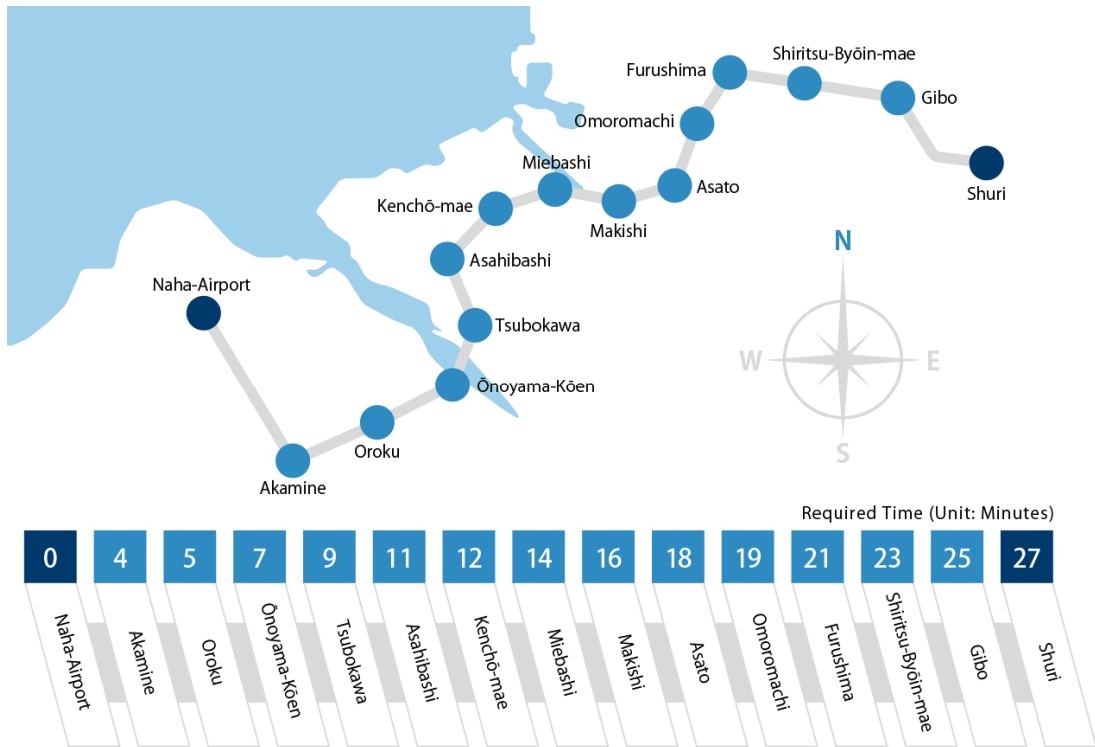 Shiritsu-Byōin-mae
Furushima
Gibo
Omoromachi
Miebashi
Asato
Shuri
Kenchō-mae
Makishi
N
Asahibashi
Naha-Airport
Tsubokawa
W
E
Ōnoyama-Kōen
Oroku
S
Akamine
Required Time (Unit: Minutes)
0
4
5
7
9
11
12
14
16
18
19
21
23
25
27
Naha-Airport
Akamine
Oroku
Ōnoyama-Kōen
Tsubokawa
Asahibashi
Kenchō-mae
Miebashi
Makishi
Asato
Omoromachi
Furushima
Shiritsu-Byōin-mae
Gibo
Shuri